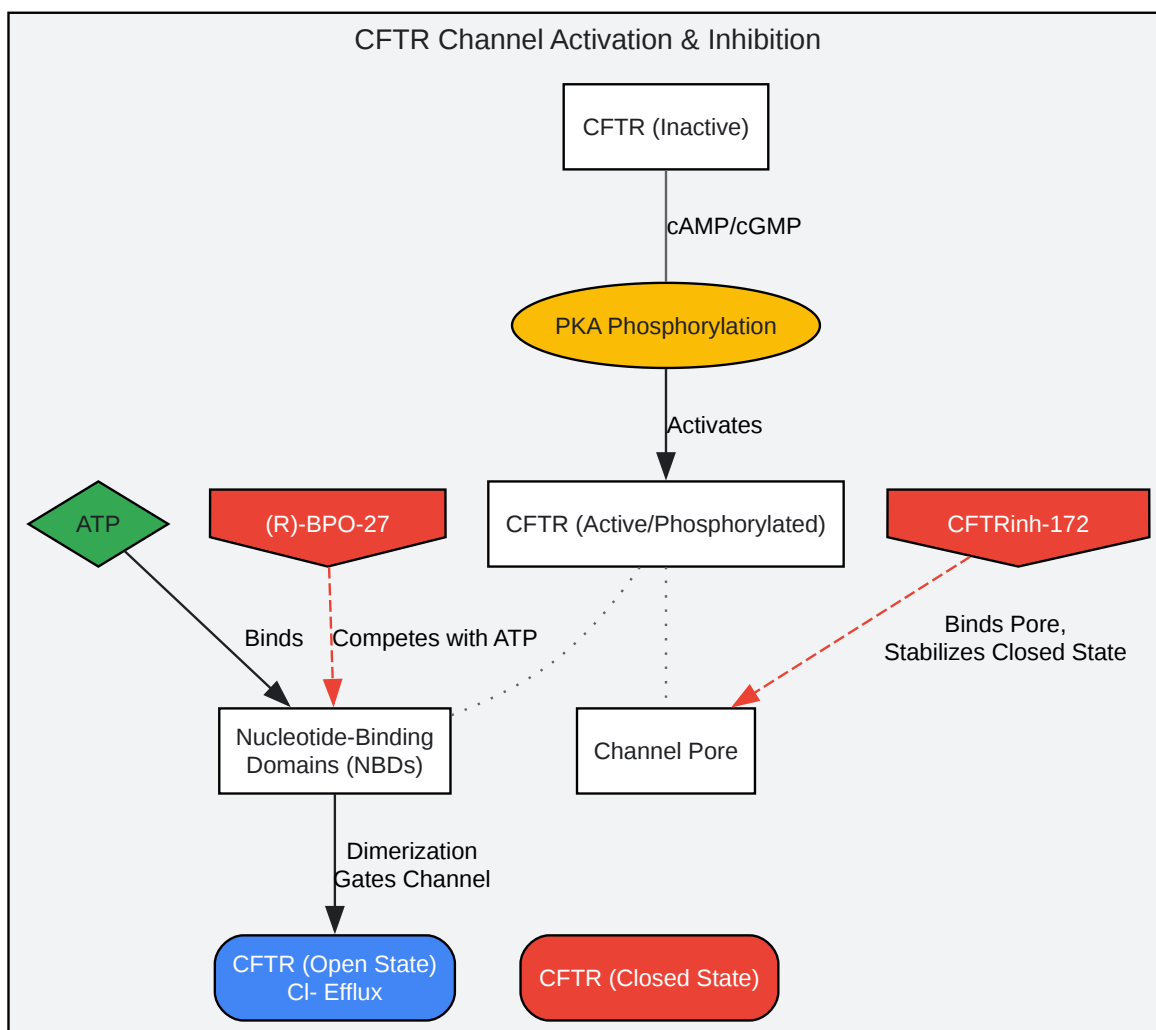 CFTR Channel Activation & Inhibition
CFTR (Inactive)
cAMP/cGMP
PKA Phosphorylation
Activates
ATP
(R)-BPO-27
CFTR (Active/Phosphorylated)
CFTRinh-172
Binds
Competes with ATP
Binds Pore,
Stabilizes Closed State
Nucleotide-Binding
Domains (NBDs)
Channel Pore
Dimerization
Gates Channel
CFTR (Open State)
Cl- Efflux
CFTR (Closed State)